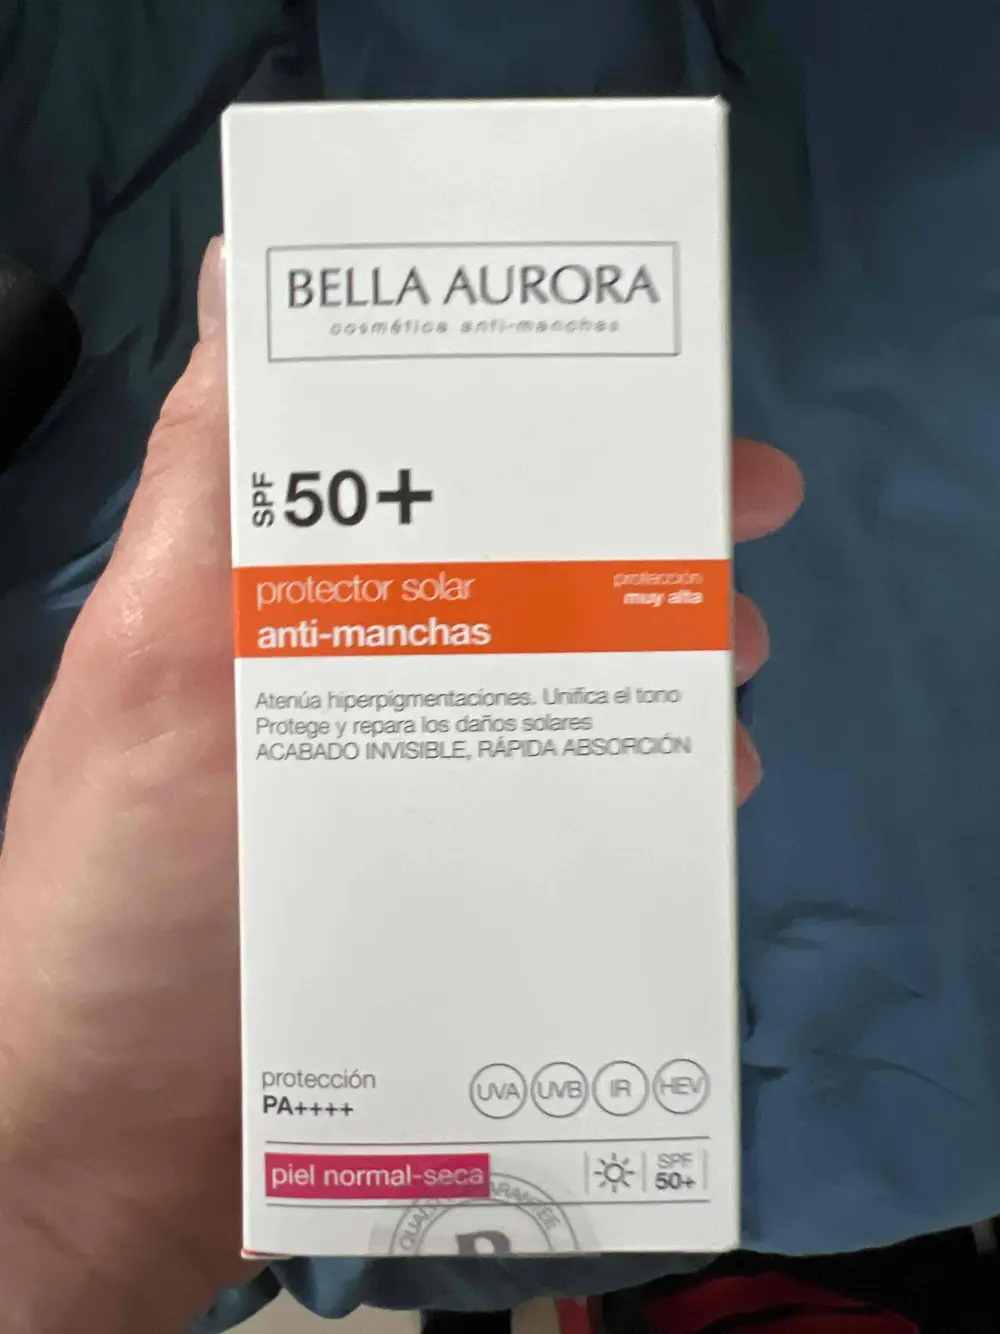 BELLA AURORA
cosmética anti-manchas
SPF 50+
protector solar
anti-manchas
protección
muy alta
Atenúa hiperpigmentaciones. Unifica el tono
Protege y repara los daños solares
ACABADO INVISIBLE, RÁPIDA ABSORCIÓN
protección
PA++++
UVA UVB IR HEV
piel normal-seca
SPF
50+